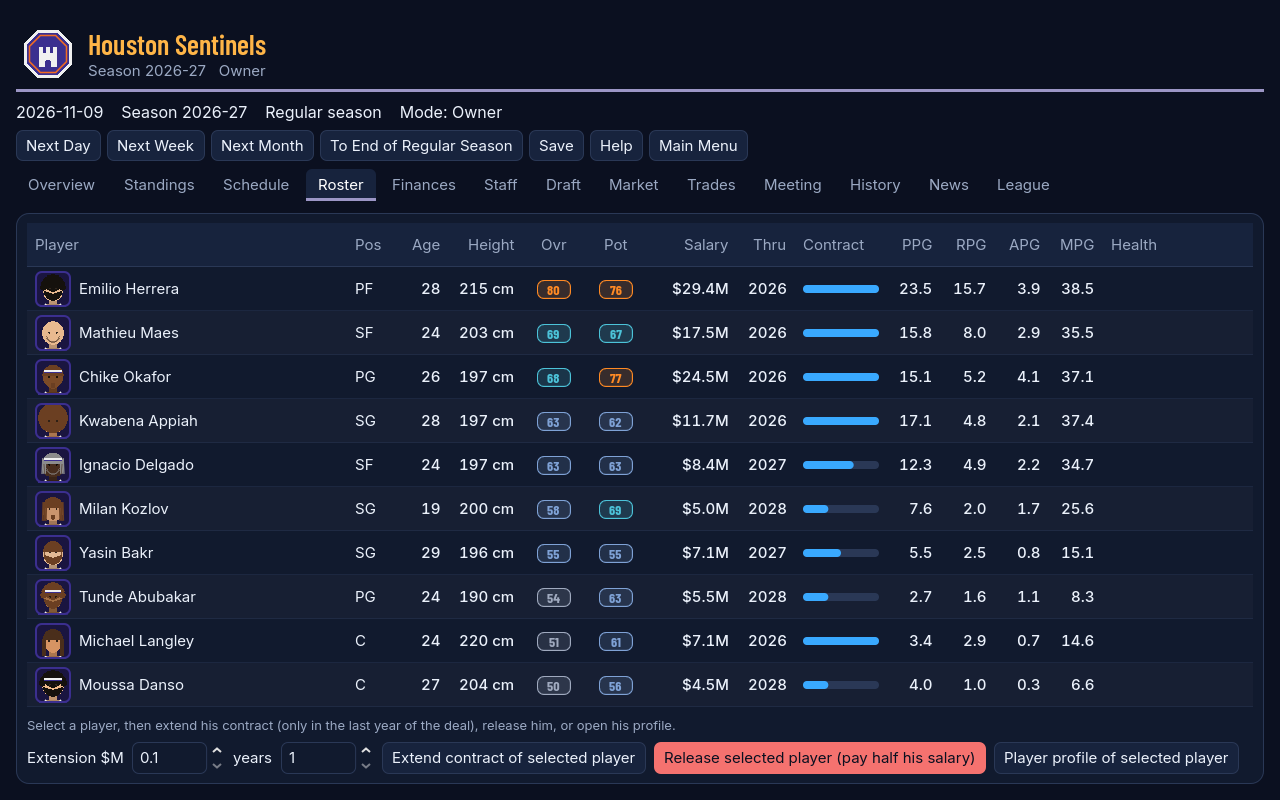 Houston Sentinels
Season 2026-27 Owner
2026-11-09 Season 2026-27 Regular season Mode: Owner
Next Day Next Week Next Month To End of Regular Season Save Help Main Menu
Overview Standings Schedule Roster Finances Staff Draft Market Trades Meeting History News League
Player Pos Age Height Ovr Pot Salary Thru Contract PPG RPG APG MPG Health
Emilio Herrera PF 28 215 cm 80 76 $29.4M 2026 23.5 15.7 3.9 38.5
Mathieu Maes SF 24 203 cm 69 67 $17.5M 2026 15.8 8.0 2.9 35.5
Chike Okafor PG 26 197 cm 68 77 $24.5M 2026 15.1 5.2 4.1 37.1
Kwabena Appiah SG 28 197 cm 63 62 $11.7M 2026 17.1 4.8 2.1 37.4
Ignacio Delgado SF 24 197 cm 63 63 $8.4M 2027 12.3 4.9 2.2 34.7
Milan Kozlov SG 19 200 cm 58 69 $5.0M 2028 7.6 2.0 1.7 25.6
Yasin Bakr SG 29 196 cm 55 55 $7.1M 2027 5.5 2.5 0.8 15.1
Tunde Abubakar PG 24 190 cm 54 63 $5.5M 2028 2.7 1.6 1.1 8.3
Michael Langley C 24 220 cm 51 61 $7.1M 2026 3.4 2.9 0.7 14.6
Moussa Danso C 27 204 cm 50 56 $4.5M 2028 4.0 1.0 0.3 6.6
Select a player, then extend his contract (only in the last year of the deal), release him, or open his profile.
Extension $M 0.1 years 1 Extend contract of selected player Release selected player (pay half his salary) Player profile of selected player